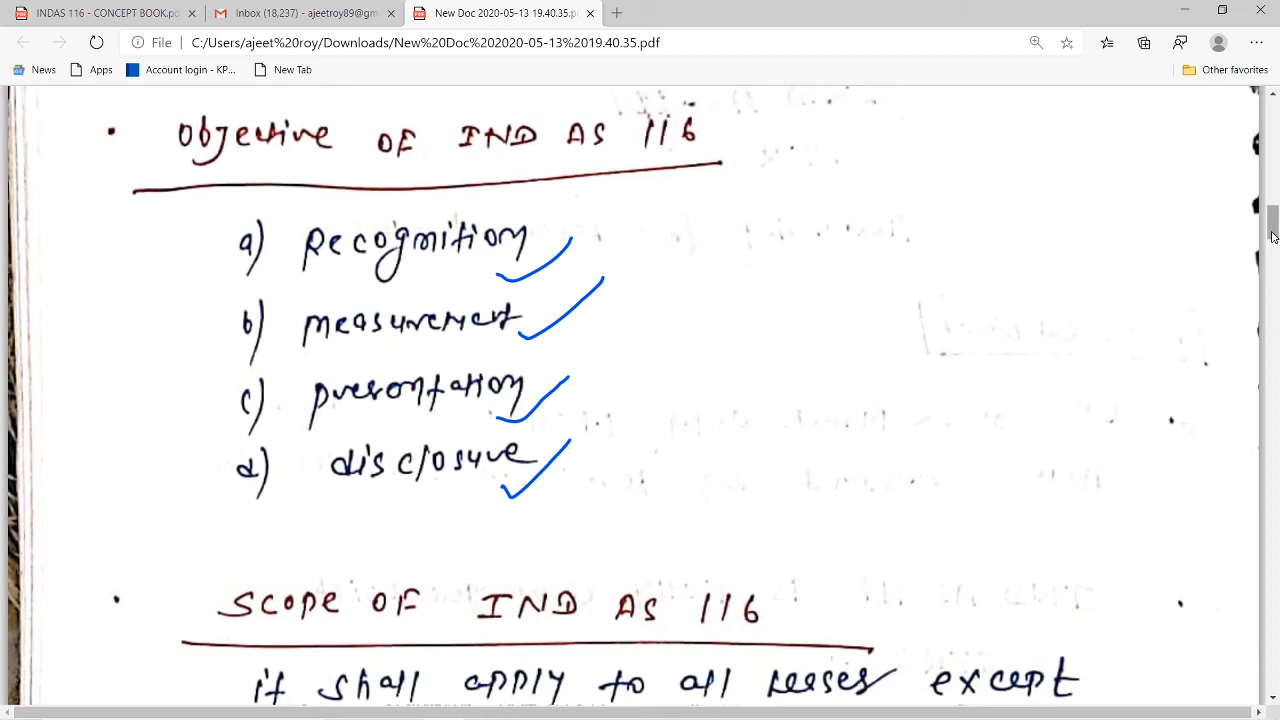 INDAS 116 - CONCEPT BOOK.pd
Inbox (18,237) - ajeetroy89@gm
New Doc 2020-05-13 19.40.35.p
File
C:/Users/ajeet%20roy/Downloads/New%20Doc%202020-05-13%2019.40.35.pdf
News
Apps
Account login - KP...
New Tab
Other favorites
Objective OF IND AS 116
a) Recognition
b) measurement
c) presentation
d) disclosure
Scope OF IND AS 116
it shall apply to all leases except